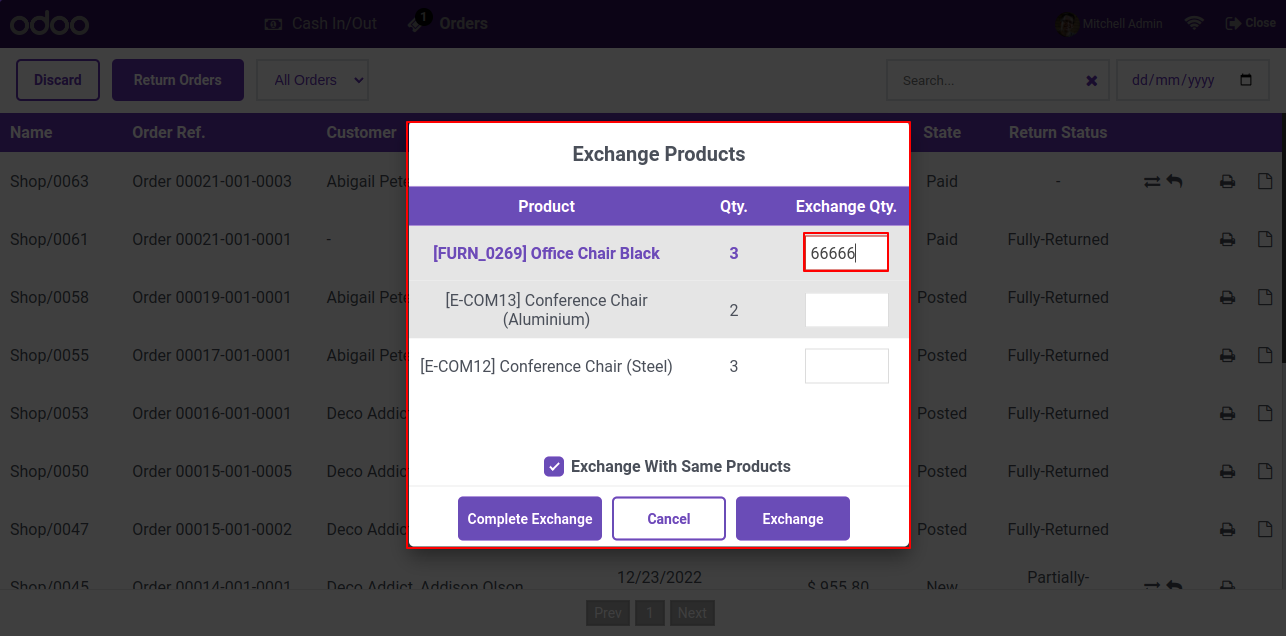 odoo
Cash In/Out
1
Orders
Mitchell Admin
Close
Discard
Return Orders
All Orders
Search...
dd/mm/yyyy
Name Order Ref. Customer State Return Status
Exchange Products
Product Qty. Exchange Qty.
[FURN_0269] Office Chair Black 3 66666
[E-COM13] Conference Chair
(Aluminium) 2
[E-COM12] Conference Chair (Steel) 3
Exchange With Same Products
Complete Exchange Cancel Exchange
Shop/0063 Order 00021-001-0003 Abigail Pete Paid -
Shop/0061 Order 00021-001-0001 - Paid Fully-Returned
Shop/0058 Order 00019-001-0001 Abigail Pete Posted Fully-Returned
Shop/0055 Order 00017-001-0001 Abigail Pete Posted Fully-Returned
Shop/0053 Order 00016-001-0001 Deco Addic Posted Fully-Returned
Shop/0050 Order 00015-001-0005 Deco Addic Posted Fully-Returned
Shop/0047 Order 00015-001-0002 Deco Addic Posted Fully-Returned
Shop/0045 Order 00014-001-0001 Deco Addict, Addison Olson 12/23/2022 $ 955.80 New Partially-
Prev 1 Next